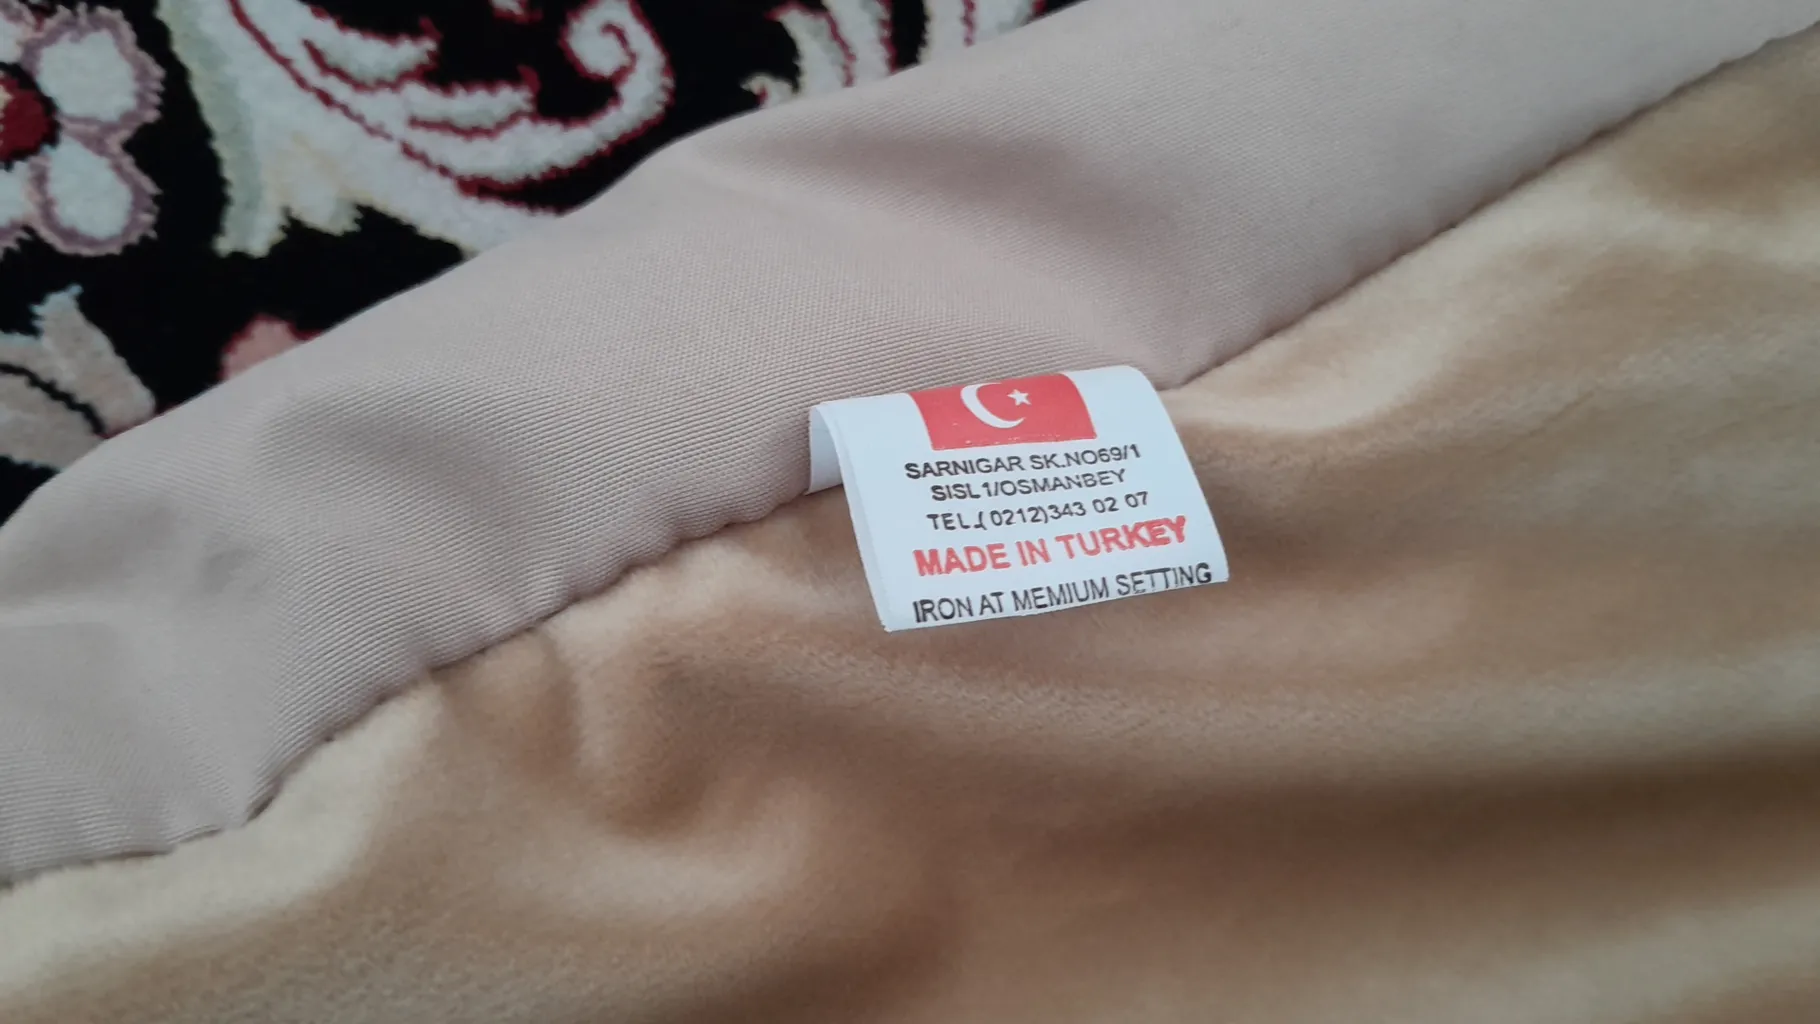 SARNIGAR SK.NO69/1
SISL1/OSMANBEY
TEL.(0212)343 02 07
MADE IN TURKEY
IRON AT MEMIUM SETTING